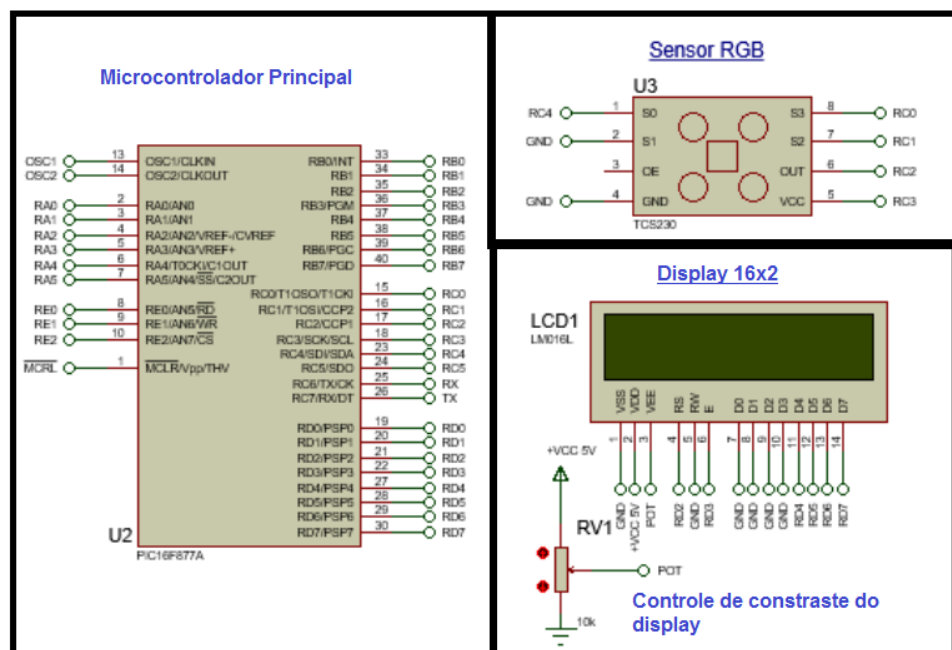 Microcontrolador Principal
OSC1 13 OSC1/CLKIN RB0/INT 33 RB0
OSC2 14 OSC2/CLKOUT RB1 34 RB1
RB2 35 RB2
RA0 2 RA0/AN0 RB3/PGM 36 RB3
RA1 3 RA1/AN1 RB4 37 RB4
RA2 4 RA2/AN2/VREF-/CVREF RB5 38 RB5
RA3 5 RA3/AN3/VREF+ RB6/PGC 39 RB6
RA4 6 RA4/T0CKI/C1OUT RB7/PGD 40 RB7
RA5 7 RA5/AN4/SS/C2OUT
RC0/T1OSO/T1CKI 15 RC0
RE0 8 RE0/AN5/RD RC1/T1OSI/CCP2 16 RC1
RE1 9 RE1/AN6/WR RC2/CCP1 17 RC2
RE2 10 RE2/AN7/CS RC3/SCK/SCL 18 RC3
RC4/SDI/SDA 23 RC4
MCRL 1 MCLR/Vpp/THV RC5/SDO 24 RC5
RC6/TX/CK 25 RX
RC7/RX/DT 26 TX
RD0/PSP0 19 RD0
RD1/PSP1 20 RD1
RD2/PSP2 21 RD2
RD3/PSP3 22 RD3
RD4/PSP4 27 RD4
RD5/PSP5 28 RD5
RD6/PSP6 29 RD6
RD7/PSP7 30 RD7
U2
PIC16F877A
Sensor RGB
U3
RC4 1 S0 S3 8 RC0
GND 2 S1 S2 7 RC1
3 OE OUT 6 RC2
GND 4 GND VCC 5 RC3
TCS230
Display 16x2
LCD1
LM016L
VSS VDD VEE RS RW E D0 D1 D2 D3 D4 D5 D6 D7
1 2 3 4 5 6 7 8 9 10 11 12 13 14
GND +VCC 5V POT RD2 GND RD3 GND GND GND GND RD4 RD5 RD6 RD7
+VCC 5V
RV1
POT
10k
Controle de constraste do
display